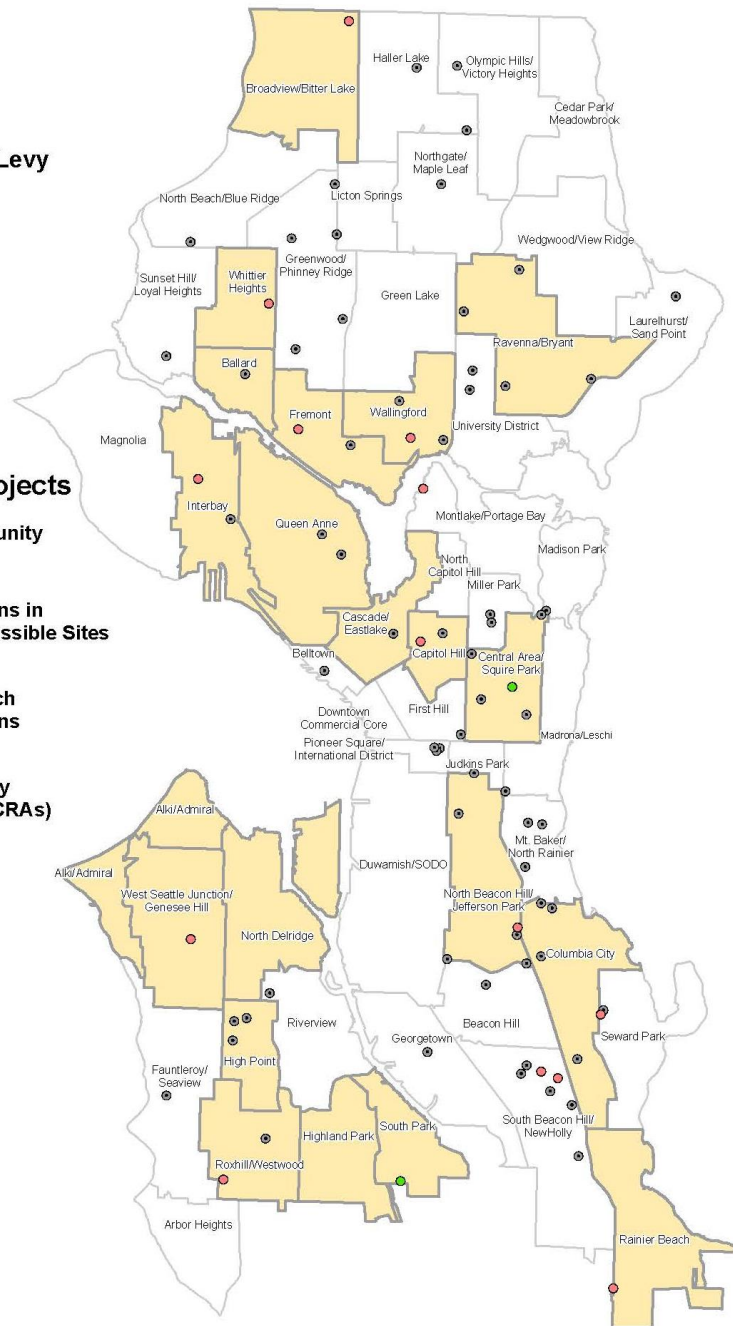 Levy
ojects
unity
ns in
ssible Sites
ch
ns
y
CRAs)
Broadview/Bitter Lake
Haller Lake
Olympic Hills/
Victory Heights
Cedar Park/
Meadowbrook
Northgate/
Maple Leaf
Licton Springs
North Beach/Blue Ridge
Wedgwood/View Ridge
Greenwood/
Phinney Ridge
Sunset Hill/
Loyal Heights
Whittier
Heights
Green Lake
Laurelhurst/
Sand Point
Ravenna/Bryant
Ballard
Fremont
Wallingford
University District
Magnolia
Interbay
Queen Anne
Montlake/Portage Bay
Madison Park
North
Capitol Hill
Miller Park
Cascade/
Eastlake
Capitol Hill
Central Area/
Squire Park
Belltown
First Hill
Downtown
Commercial Core
Madrona/Leschi
Pioneer Square/
International District
Judkins Park
Alki/Admiral
Mt. Baker/
North Rainier
Duwamish/SODO
Alki/Admiral
West Seattle Junction/
Genesee Hill
North Beacon Hill/
Jefferson Park
North Delridge
Columbia City
Riverview
Beacon Hill
Georgetown
Seward Park
High Point
Fauntleroy/
Seaview
South Beacon Hill/
NewHolly
South Park
Highland Park
Roxhill/Westwood
Arbor Heights
Rainier Beach